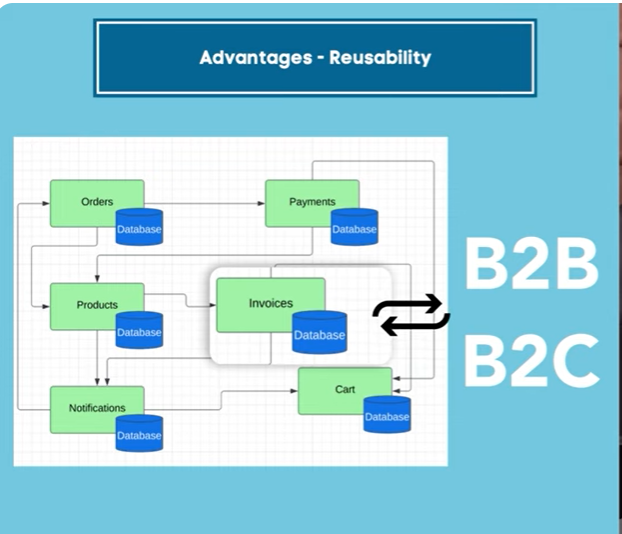 Advantages - Reusability
Orders
Database
Payments
Database
Products
Database
Invoices
Database
B2B
B2C
Notifications
Database
Cart
Database